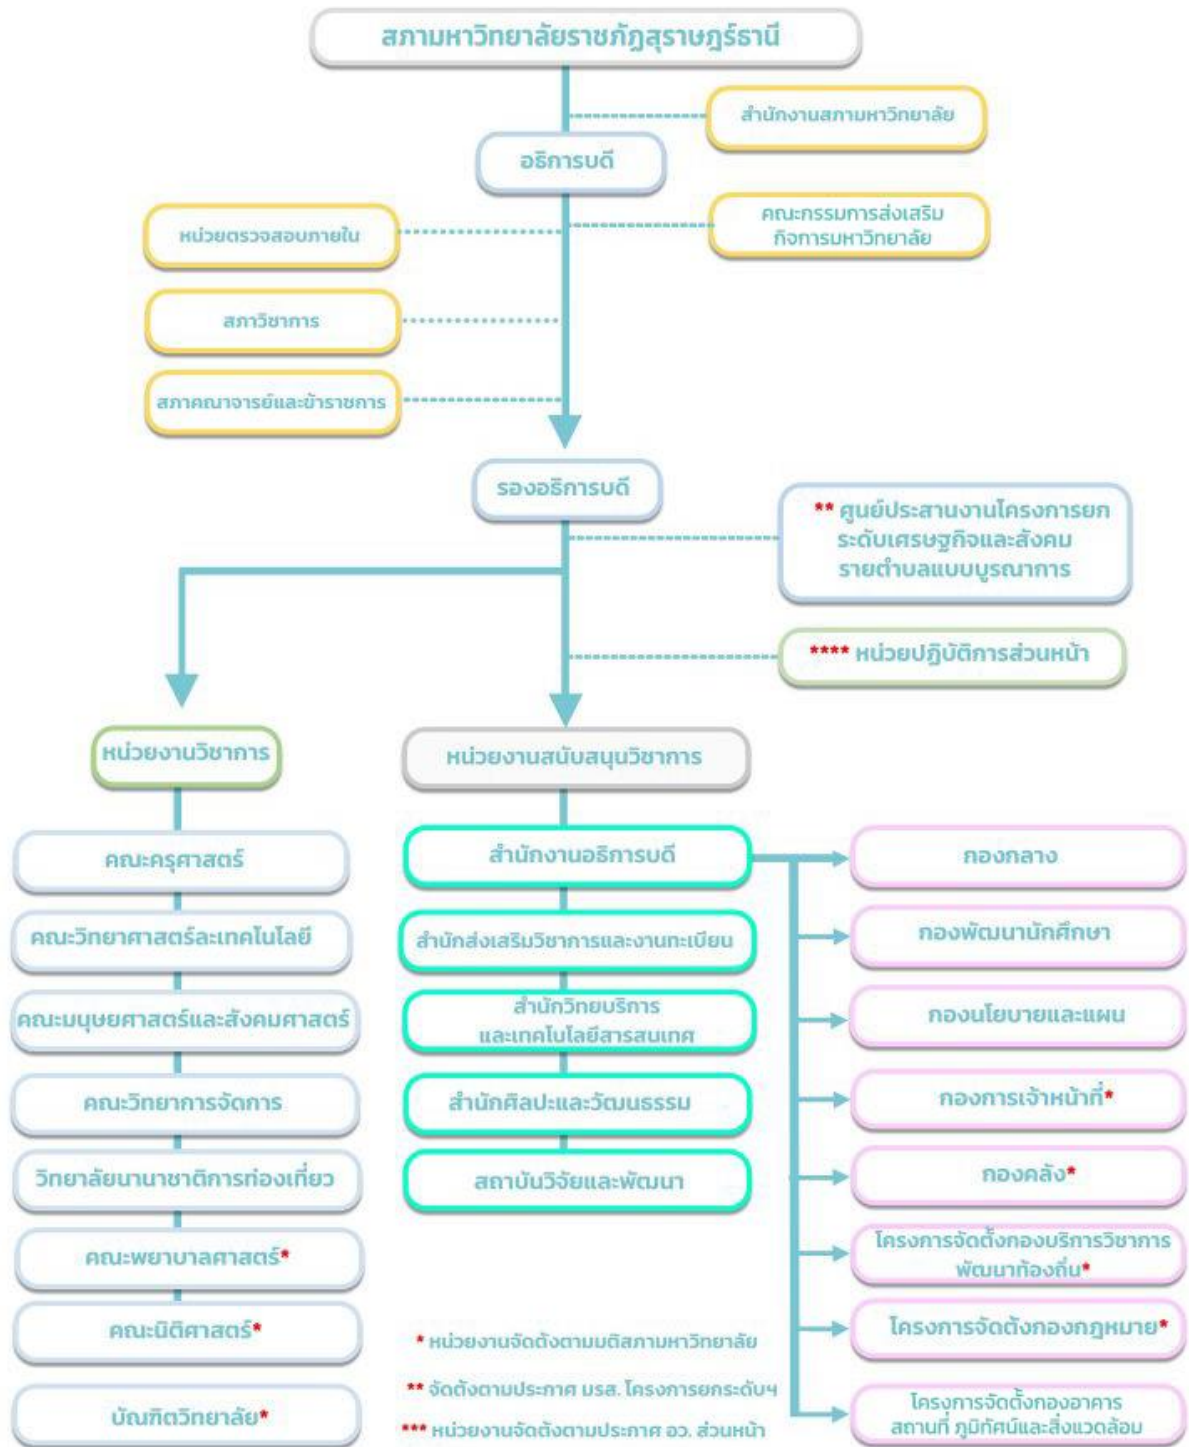 สภามหาวิทยาลัยราชภัฏสุราษฎร์ธานี
สำนักงานสภามหาวิทยาลัย
อธิการบดี
คณะกรรมการส่งเสริม
กิจการมหาวิทยาลัย
หน่วยตรวจสอบภายใน
สภาวิชาการ
สภาคณาจารย์และข้าราชการ
รองอธิการบดี
** ศูนย์ประสานงานโครงการยก
ระดับเศรษฐกิจและสังคม
รายตำบลแบบบูรณาการ
**** หน่วยปฏิบัติการส่วนหน้า
หน่วยงานวิชาการ
คณะครุศาสตร์
คณะวิทยาศาสตร์ละเทคโนโลยี
คณะมนุษยศาสตร์และสังคมศาสตร์
คณะวิทยาการจัดการ
วิทยาลัยนานาชาติการท่องเที่ยว
คณะพยาบาลศาสตร์*
คณะนิติศาสตร์*
บัณฑิตวิทยาลัย*
หน่วยงานสนับสนุนวิชาการ
สำนักงานอธิการบดี
สำนักส่งเสริมวิชาการและงานทะเบียน
สำนักวิทยบริการ
และเทคโนโลยีสารสนเทศ
สำนักศิลปะและวัฒนธรรม
สถาบันวิจัยและพัฒนา
กองกลาง
กองพัฒนานักศึกษา
กองนโยบายและแผน
กองการเจ้าหน้าที่*
กองคลัง*
โครงการจัดตั้งกองบริการวิชาการ
พัฒนาท้องถิ่น*
โครงการจัดตั้งกองกฎหมาย*
โครงการจัดตั้งกองอาคาร
สถานที่ ภูมิทัศน์และสิ่งแวดล้อม
* หน่วยงานจัดตั้งตามมติสภามหาวิทยาลัย
** จัดตั้งตามประกาศ มรส. โครงการยกระดับฯ
*** หน่วยงานจัดตั้งตามประกาศ อว. ส่วนหน้า